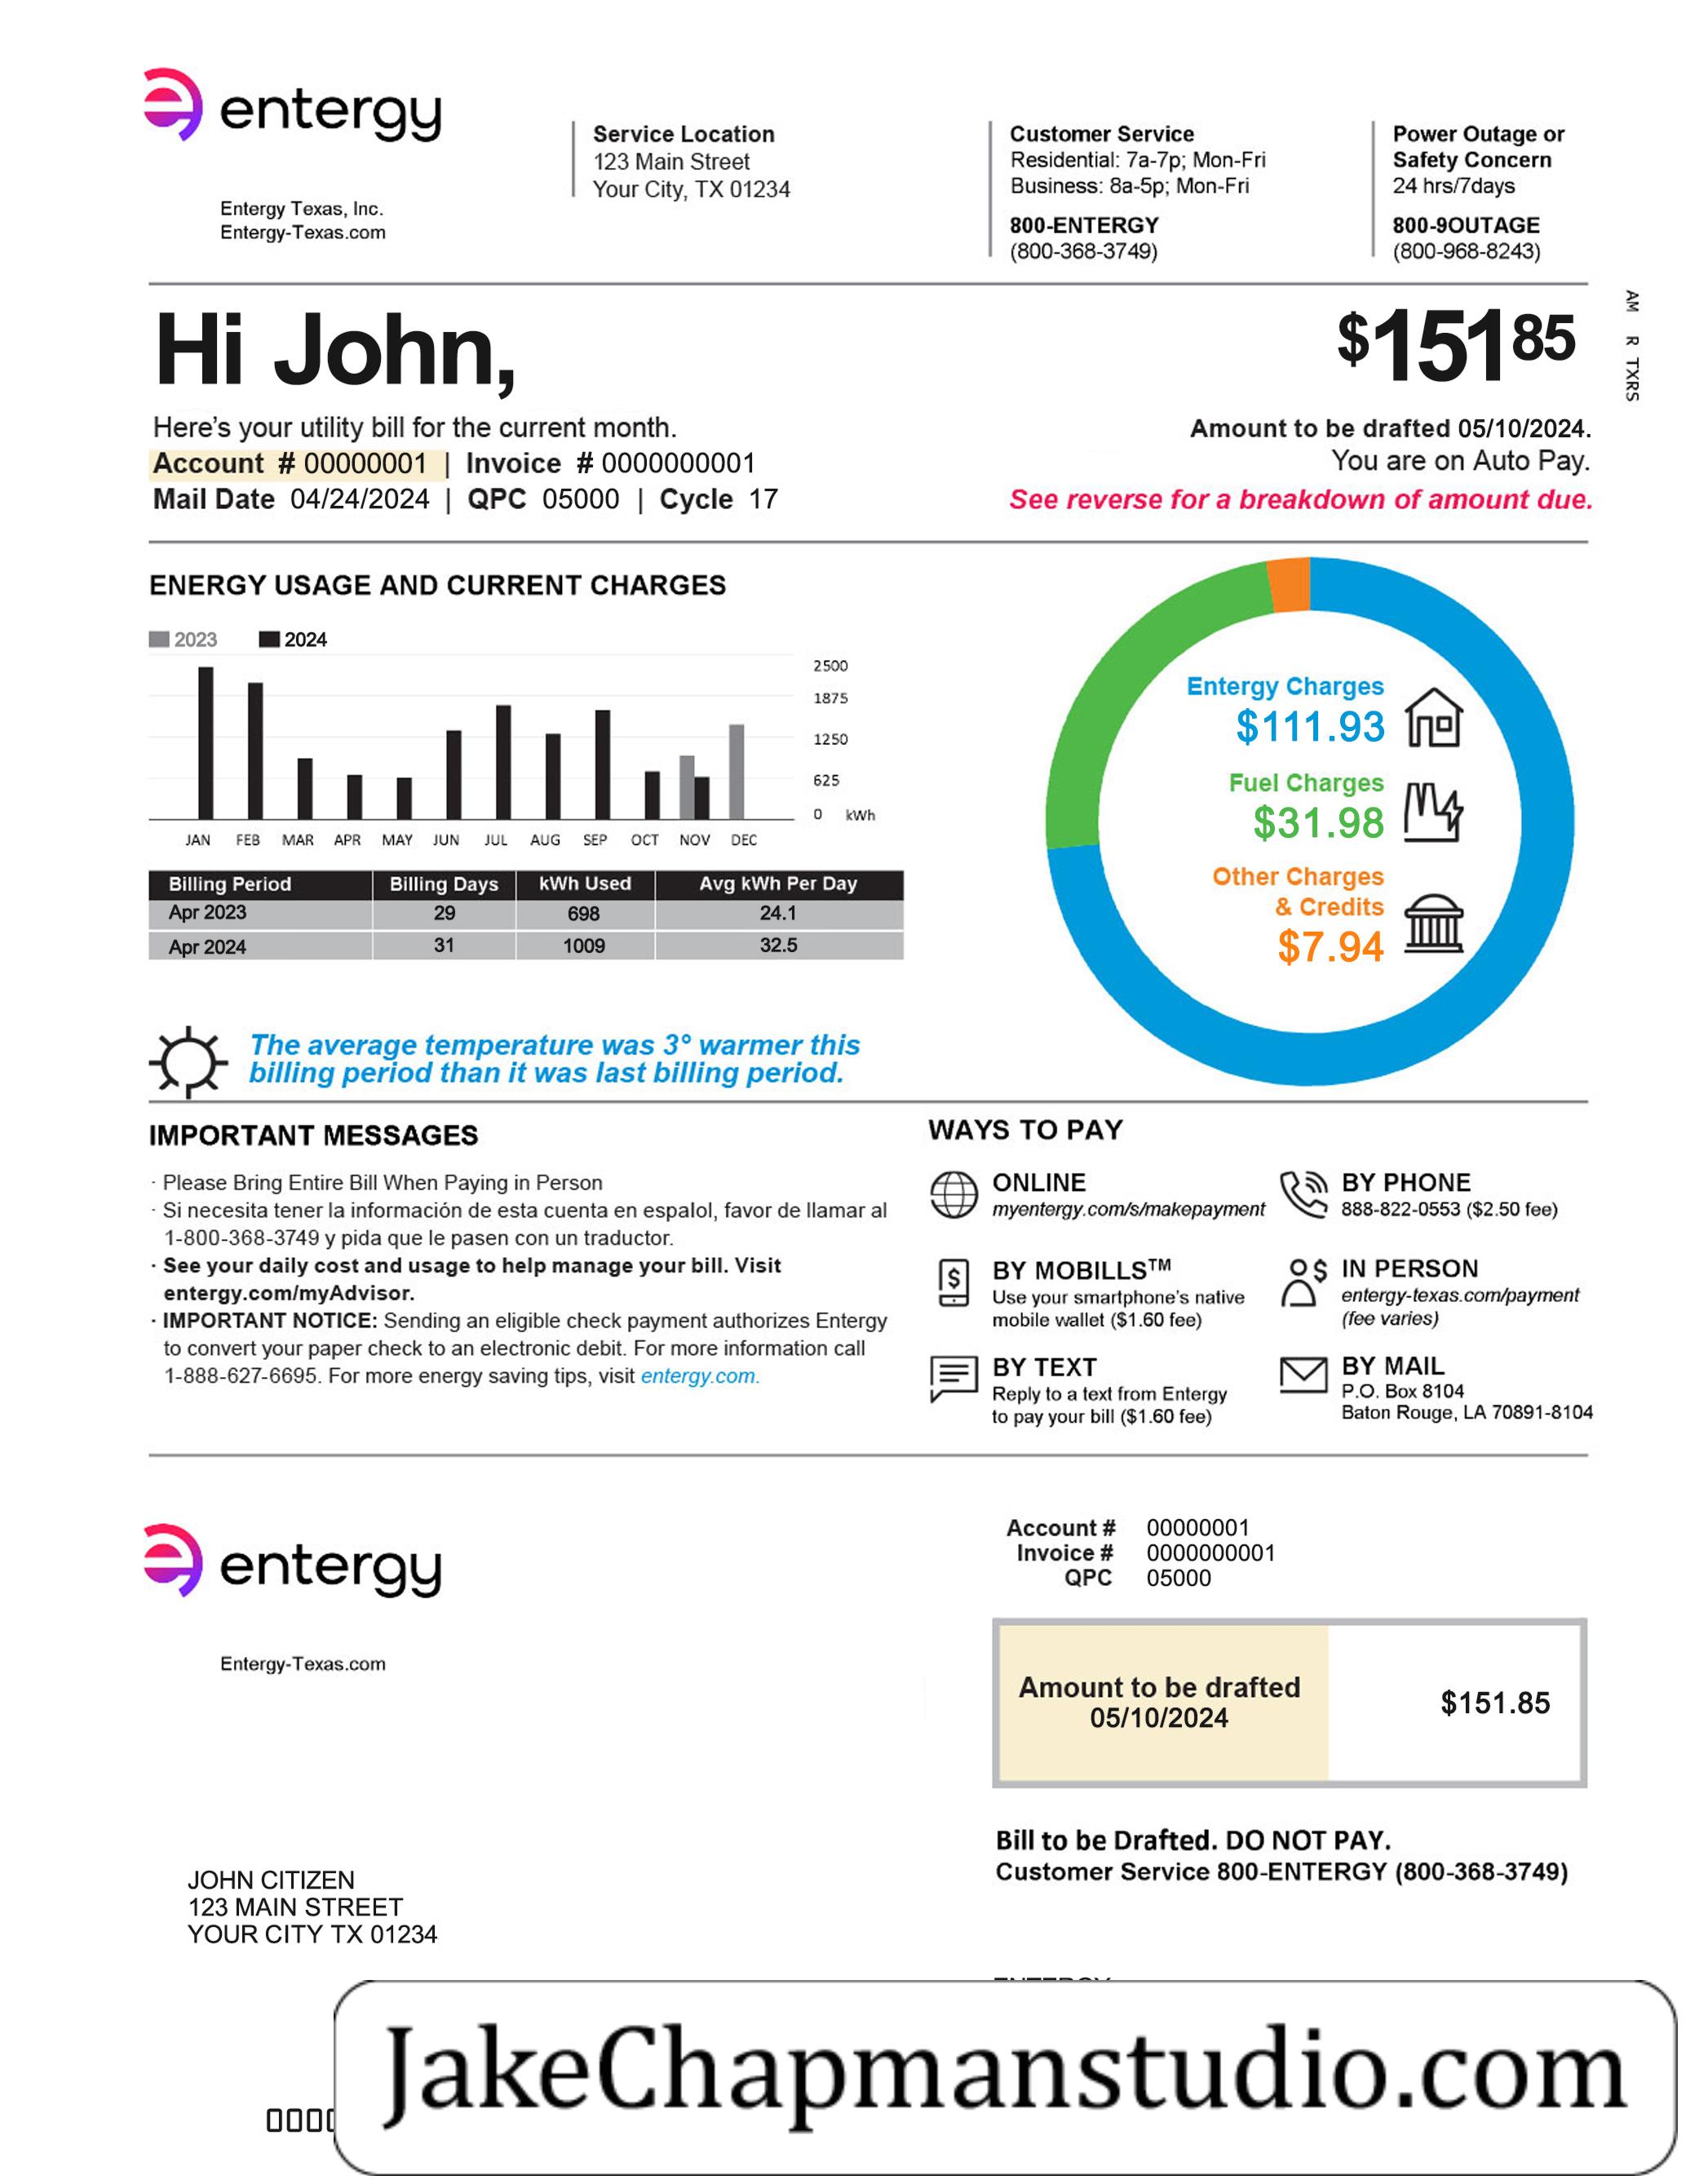 entergy
Entergy Texas, Inc.
Entergy-Texas.com
Service Location
123 Main Street
Your City, TX 01234
Customer Service
Residential: 7a-7p; Mon-Fri
Business: 8a-5p; Mon-Fri
800-ENTERGY
(800-368-3749)
Power Outage or
Safety Concern
24 hrs/7days
800-9OUTAGE
(800-968-8243)
AM R TXRS
Hi John,
$151 85
Here's your utility bill for the current month.
Account # 00000001 | Invoice # 0000000001
Mail Date 04/24/2024 | QPC 05000 | Cycle 17
Amount to be drafted 05/10/2024.
You are on Auto Pay.
See reverse for a breakdown of amount due.
ENERGY USAGE AND CURRENT CHARGES
2023 2024
2500
1875
1250
625
0 kWh
JAN FEB MAR APR MAY JUN JUL AUG SEP OCT NOV DEC
Billing Period Billing Days kWh Used Avg kWh Per Day
Apr 2023 29 698 24.1
Apr 2024 31 1009 32.5
Entergy Charges
$111.93
Fuel Charges
$31.98
Other Charges
& Credits
$7.94
The average temperature was 3° warmer this
billing period than it was last billing period.
IMPORTANT MESSAGES
· Please Bring Entire Bill When Paying in Person
· Si necesita tener la información de esta cuenta en espalol, favor de llamar al
1-800-368-3749 y pida que le pasen con un traductor.
· See your daily cost and usage to help manage your bill. Visit
entergy.com/myAdvisor.
· IMPORTANT NOTICE: Sending an eligible check payment authorizes Entergy
to convert your paper check to an electronic debit. For more information call
1-888-627-6695. For more energy saving tips, visit entergy.com.
WAYS TO PAY
ONLINE
myentergy.com/s/makepayment
BY PHONE
888-822-0553 ($2.50 fee)
$
BY MOBILLS™
Use your smartphone's native
mobile wallet ($1.60 fee)
$
IN PERSON
entergy-texas.com/payment
(fee varies)
BY TEXT
Reply to a text from Entergy
to pay your bill ($1.60 fee)
BY MAIL
P.O. Box 8104
Baton Rouge, LA 70891-8104
entergy
Entergy-Texas.com
Account # 00000001
Invoice # 0000000001
QPC 05000
Amount to be drafted
05/10/2024
$151.85
Bill to be Drafted. DO NOT PAY.
Customer Service 800-ENTERGY (800-368-3749)
JOHN CITIZEN
123 MAIN STREET
YOUR CITY TX 01234
JakeChapmanstudio.com